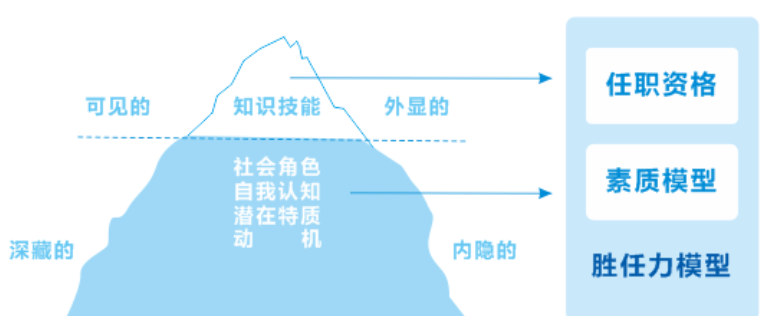 任职资格
可见的
知识技能
外显的
社会角色
自我认知
潜在特质
动 机
素质模型
深藏的
内隐的
胜任力模型